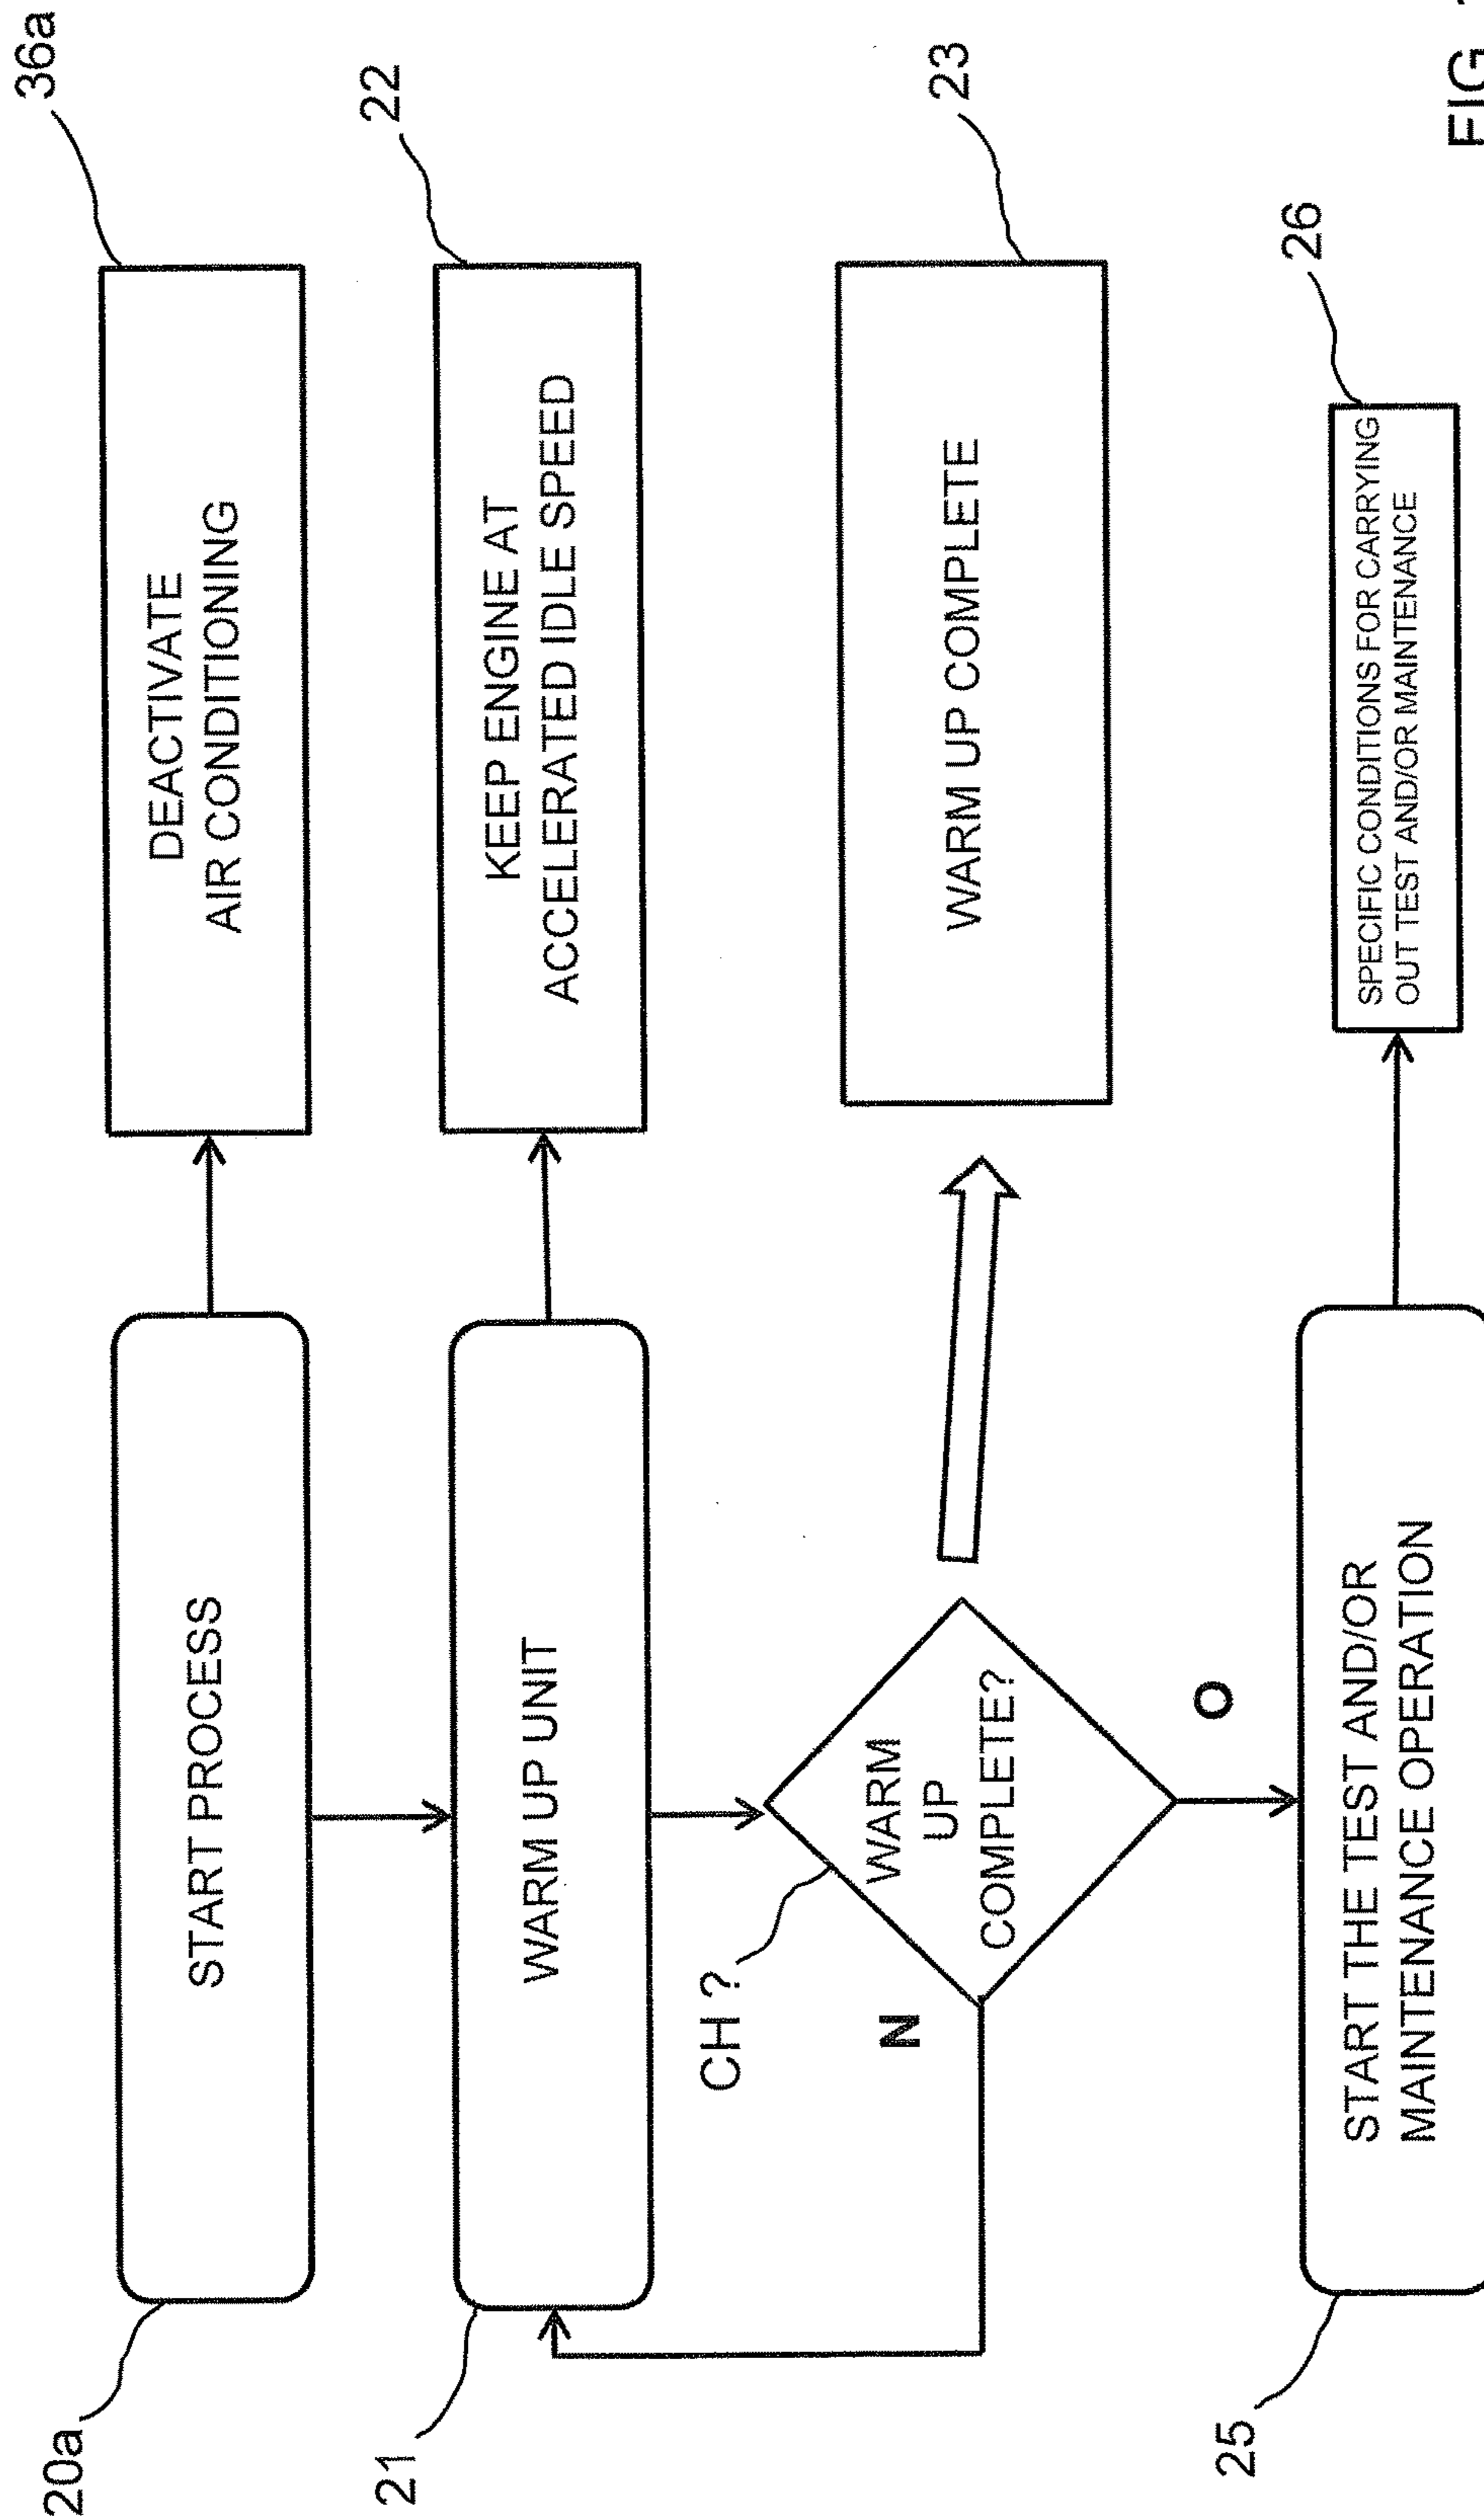 20a
START PROCESS
DEACTIVATE
AIR CONDITIONING
36a
21
WARM UP UNIT
KEEP ENGINE AT
ACCELERATED IDLE SPEED
22
CH ?
WARM
UP
COMPLETE?
N
O
WARM UP COMPLETE
23
25
START THE TEST AND/OR
MAINTENANCE OPERATION
SPECIFIC CONDITIONS FOR CARRYING
OUT TEST AND/OR MAINTENANCE
26
FIG